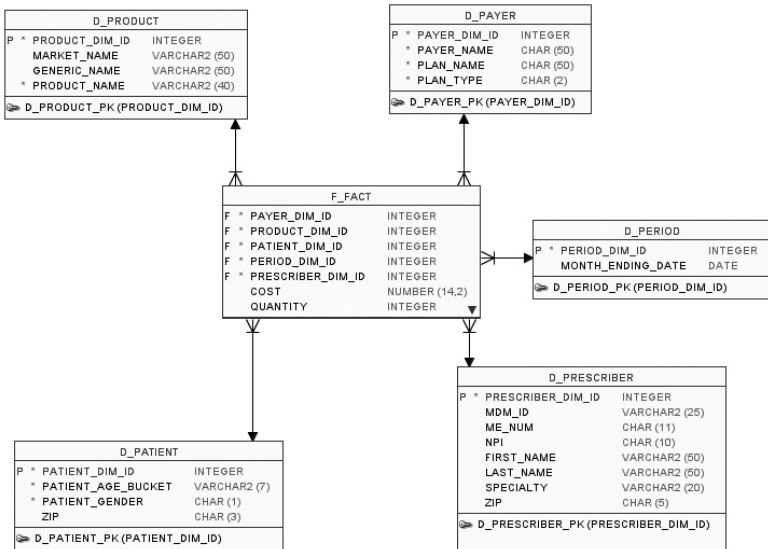 D_PRODUCT
P * PRODUCT_DIM_ID INTEGER
MARKET_NAME VARCHAR2 (50)
GENERIC_NAME VARCHAR2 (50)
* PRODUCT_NAME VARCHAR2 (40)
D_PRODUCT_PK (PRODUCT_DIM_ID)
D_PAYER
P * PAYER_DIM_ID INTEGER
* PAYER_NAME CHAR (50)
* PLAN_NAME CHAR (50)
* PLAN_TYPE CHAR (2)
D_PAYER_PK (PAYER_DIM_ID)
F_FACT
F * PAYER_DIM_ID INTEGER
F * PRODUCT_DIM_ID INTEGER
F * PATIENT_DIM_ID INTEGER
F * PERIOD_DIM_ID INTEGER
F * PRESCRIBER_DIM_ID INTEGER
COST NUMBER (14,2)
QUANTITY INTEGER
D_PERIOD
P * PERIOD_DIM_ID INTEGER
MONTH_ENDING_DATE DATE
D_PERIOD_PK (PERIOD_DIM_ID)
D_PATIENT
P * PATIENT_DIM_ID INTEGER
* PATIENT_AGE_BUCKET VARCHAR2 (7)
* PATIENT_GENDER CHAR (1)
ZIP CHAR (3)
D_PATIENT_PK (PATIENT_DIM_ID)
D_PRESCRIBER
P * PRESCRIBER_DIM_ID INTEGER
MDM_ID VARCHAR2 (25)
ME_NUM CHAR (11)
NPI CHAR (10)
FIRST_NAME VARCHAR2 (50)
LAST_NAME VARCHAR2 (50)
SPECIALTY VARCHAR2 (20)
ZIP CHAR (5)
D_PRESCRIBER_PK (PRESCRIBER_DIM_ID)